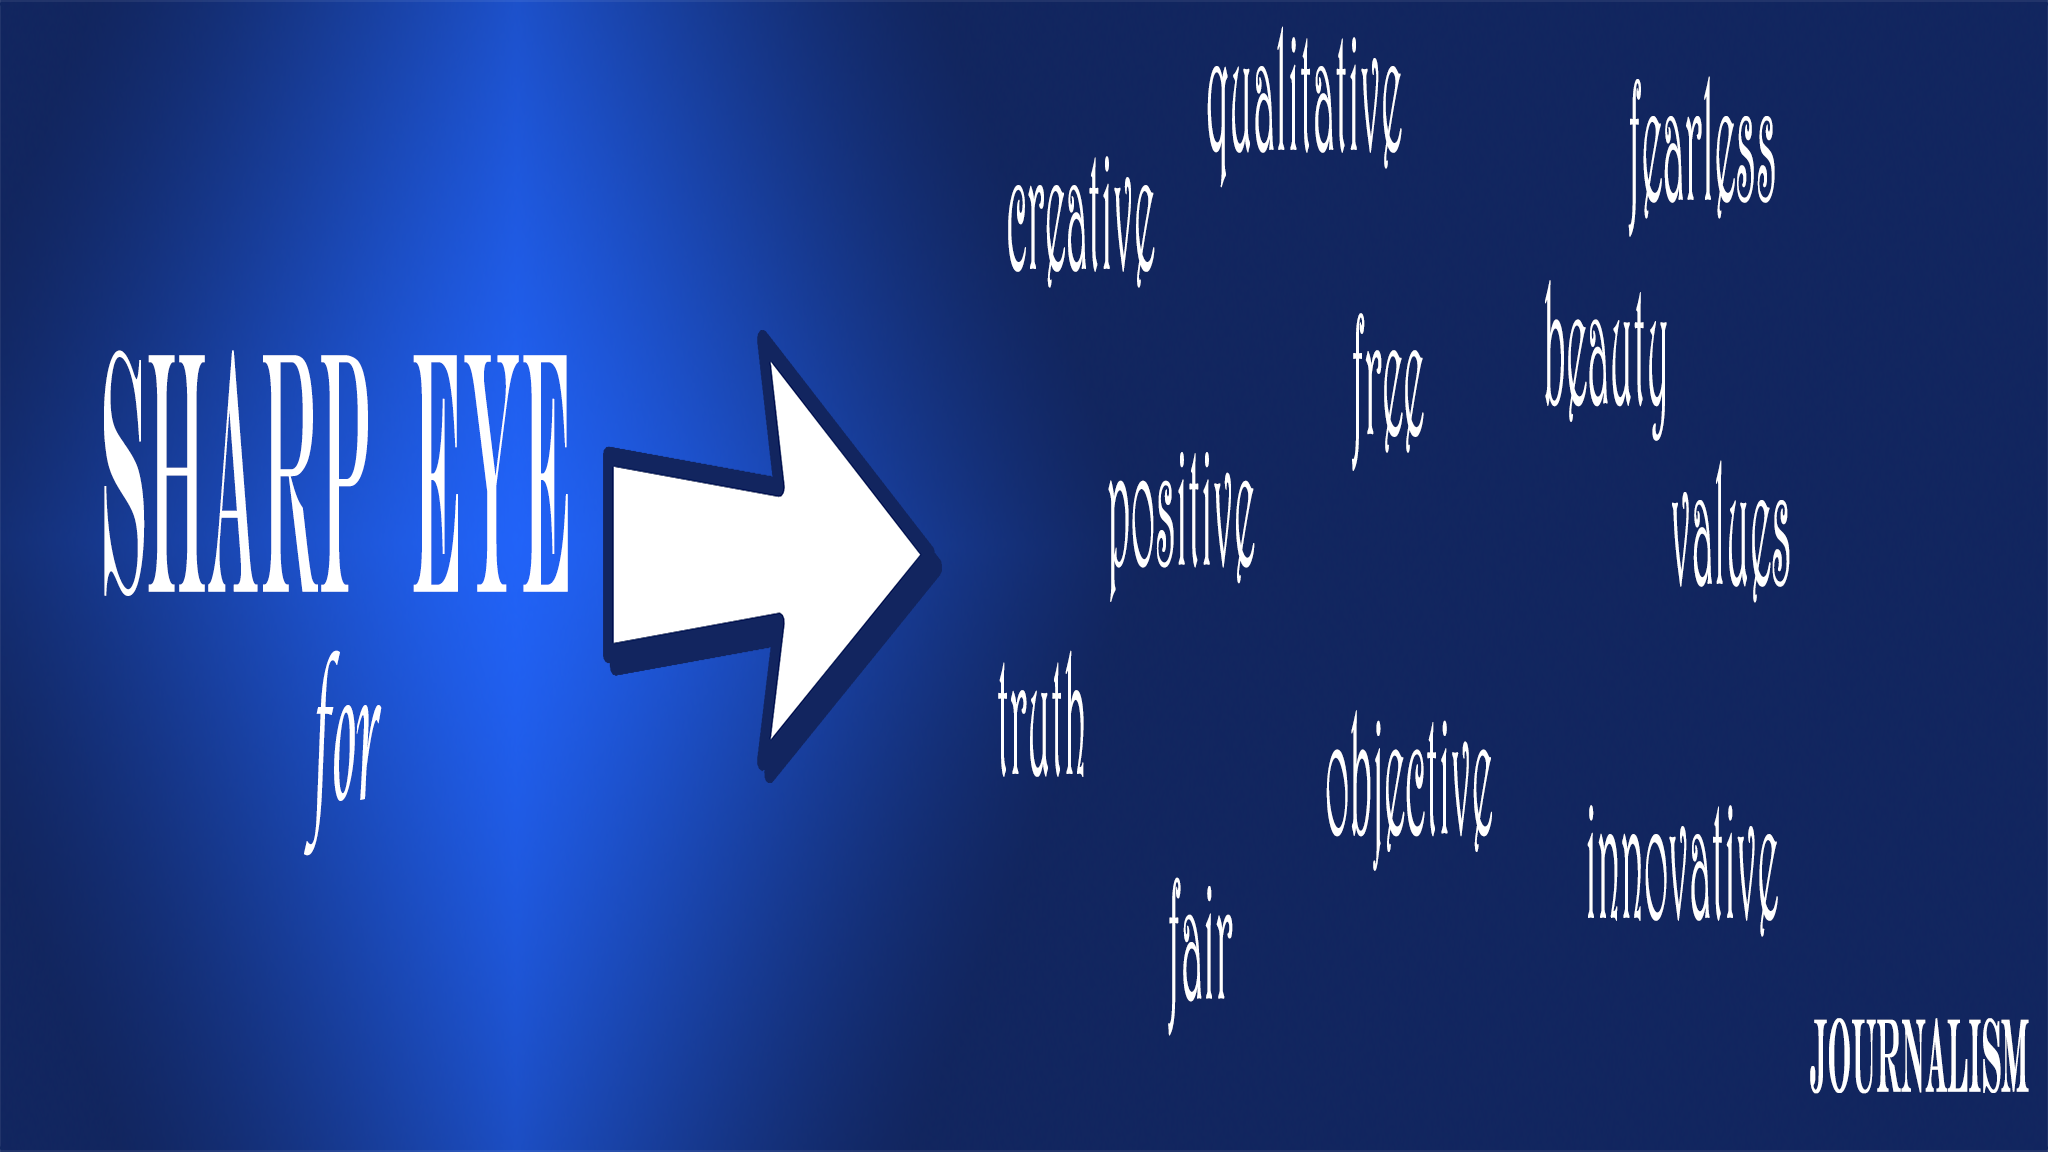 SHARP EYE
for
qualitative
fearless
creative
beauty
free
positive
values
truth
objective
innovative
fair
JOURNALISM